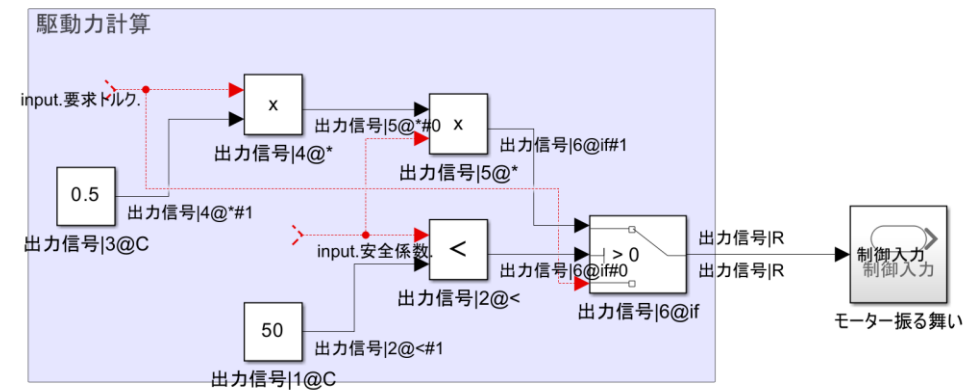 駆動力計算
input.要求トルク.
x
出力信号|5@*#0
出力信号|4@*
x
出力信号|6@if#1
出力信号|5@*
0.5
出力信号|4@*#1
出力信号|3@C
input.安全係数.
<
出力信号|6@if#0
出力信号|2@<
> 0
出力信号|R
出力信号|R
出力信号|6@if
制御入力
制御入力
モーター振る舞い
50
出力信号|2@<#1
出力信号|1@C